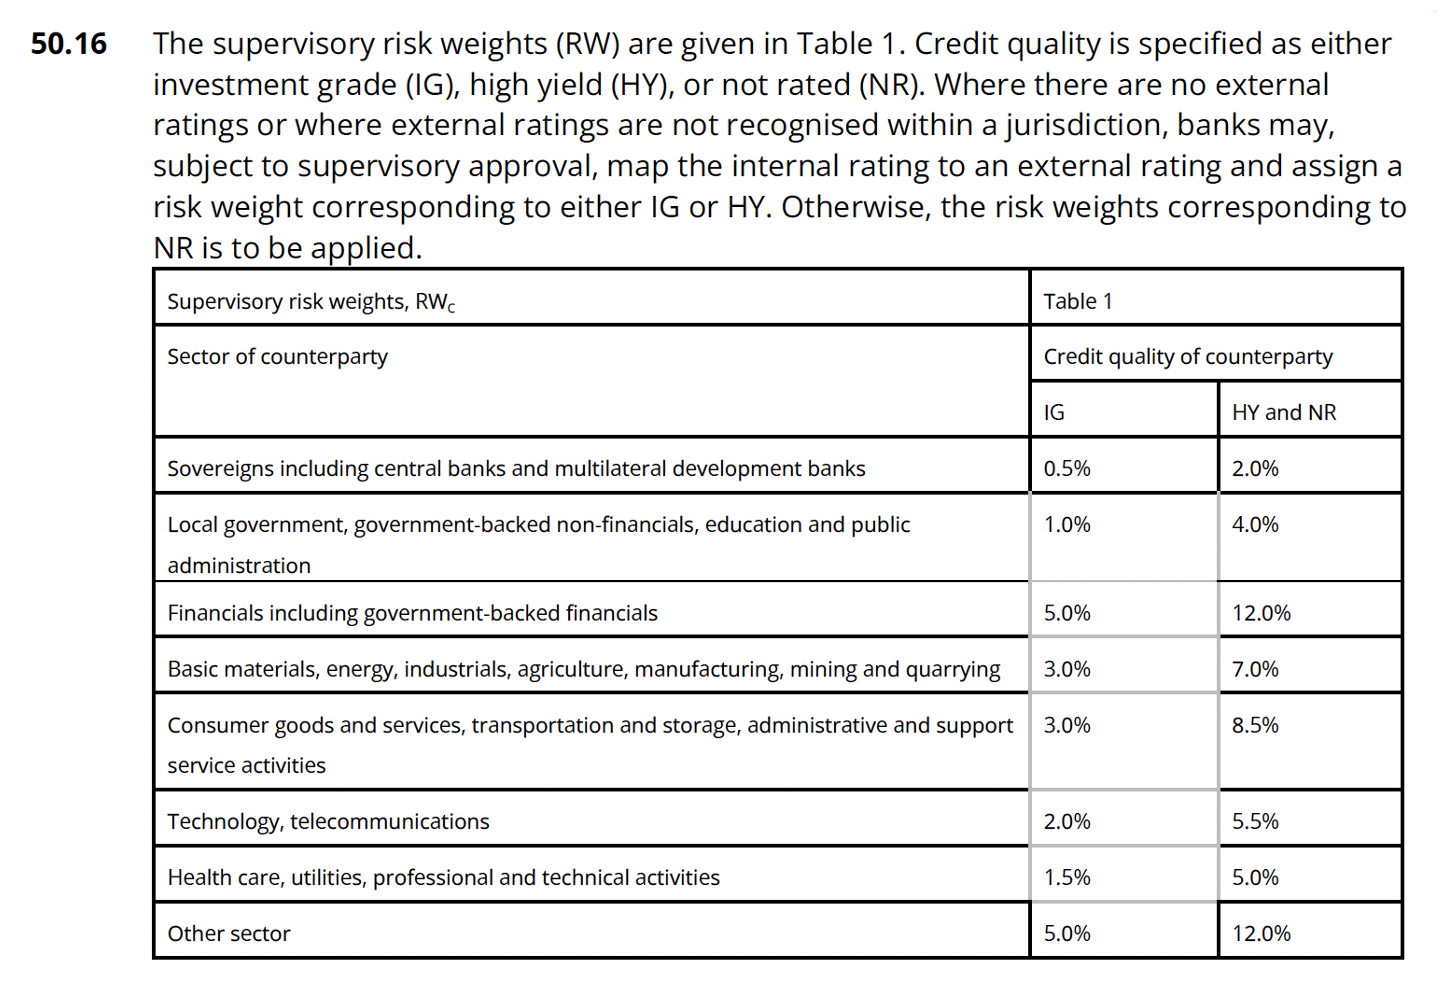 50.16 The supervisory risk weights (RW) are given in Table 1. Credit quality is specified as either
investment grade (IG), high yield (HY), or not rated (NR). Where there are no external
ratings or where external ratings are not recognised within a jurisdiction, banks may,
subject to supervisory approval, map the internal rating to an external rating and assign a
risk weight corresponding to either IG or HY. Otherwise, the risk weights corresponding to
NR is to be applied.
Supervisory risk weights, RWc Table 1
Sector of counterparty Credit quality of counterparty
IG HY and NR
Sovereigns including central banks and multilateral development banks 0.5% 2.0%
Local government, government-backed non-financials, education and public 1.0% 4.0%
administration
Financials including government-backed financials 5.0% 12.0%
Basic materials, energy, industrials, agriculture, manufacturing, mining and quarrying 3.0% 7.0%
Consumer goods and services, transportation and storage, administrative and support 3.0% 8.5%
service activities
Technology, telecommunications 2.0% 5.5%
Health care, utilities, professional and technical activities 1.5% 5.0%
Other sector 5.0% 12.0%